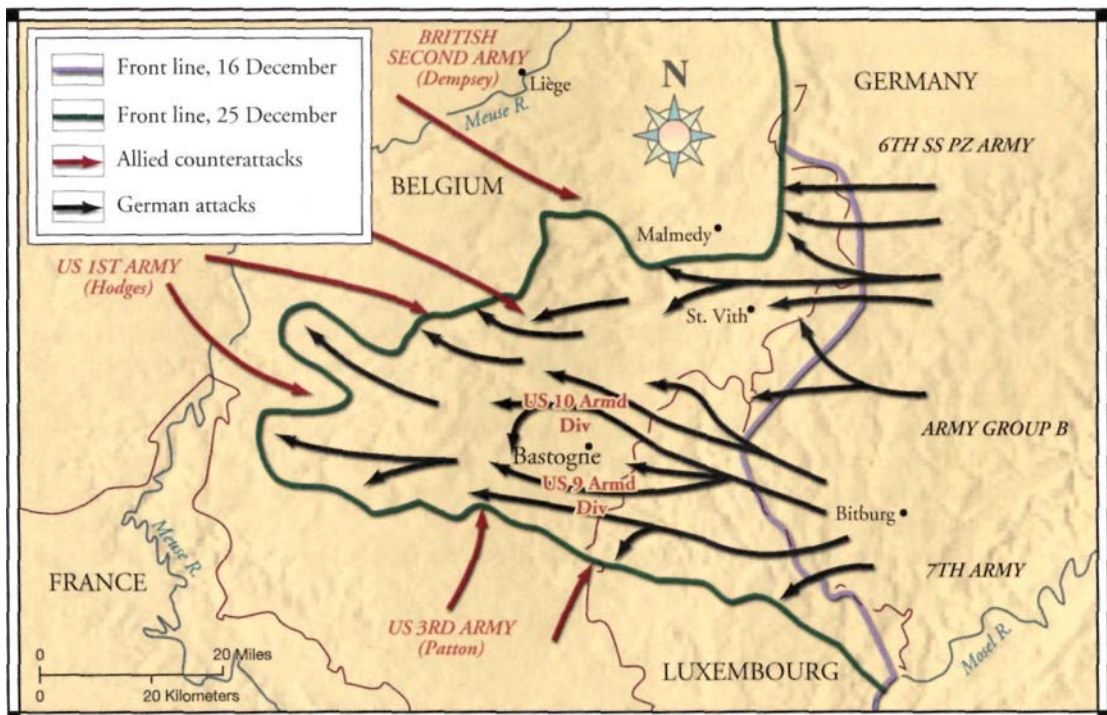 Front line, 16 December
Front line, 25 December
Allied counterattacks
German attacks
BRITISH
SECOND ARMY
(Dempsey)
Liège
Meuse R.
N
GERMANY
6TH SS PZ ARMY
BELGIUM
Malmedy
US 1ST ARMY
(Hodges)
St. Vith
US 10 Armd
Div
ARMY GROUP B
Bastogne
US 9 Armd
Div
Bitburg
Meuse R.
FRANCE
7TH ARMY
US 3RD ARMY
(Patton)
LUXEMBOURG
Mosel R.
0 20 Miles
0 20 Kilometers